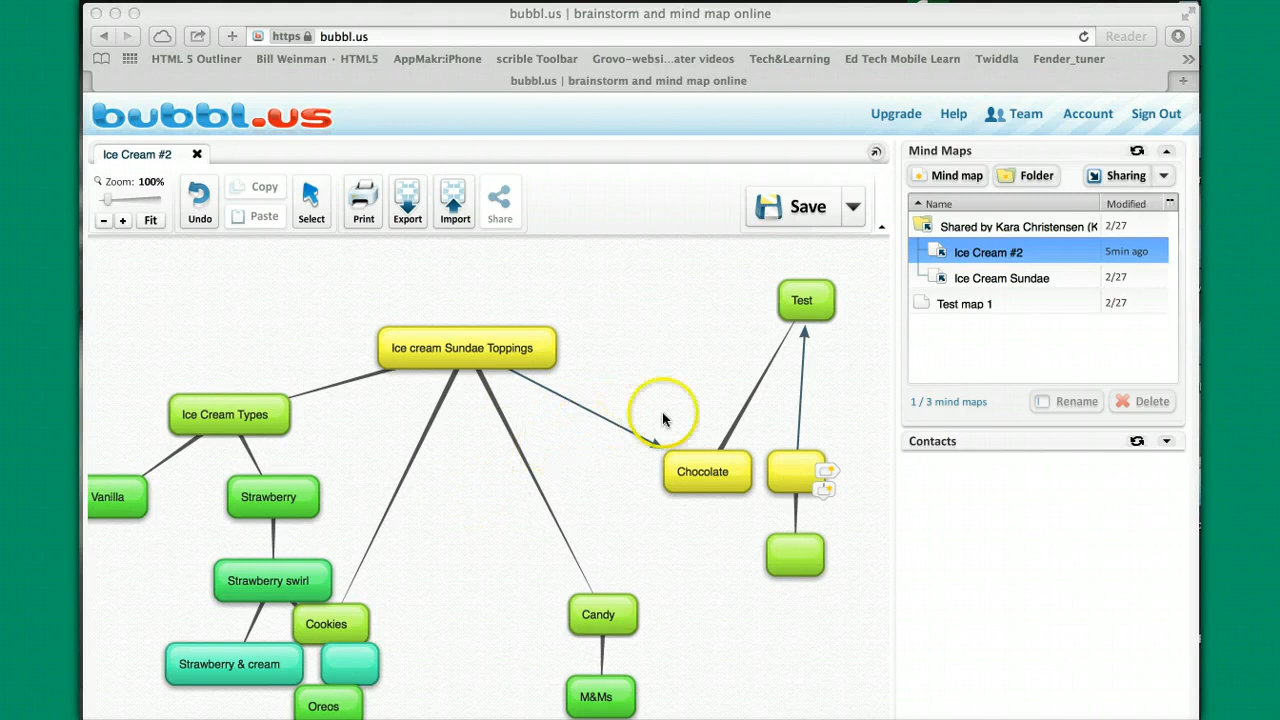 bubbl.us | brainstorm and mind map online
https bubbl.us
Reader
HTML 5 Outliner Bill Weinman - HTML5 AppMakr:iPhone scrible Toolbar Grovo-websi...ater videos Tech&Learning Ed Tech Mobile Learn Twiddla Fender_tuner
bubbl.us | brainstorm and mind map online
bubbl.us
Upgrade Help Team Account Sign Out
Ice Cream #2
Zoom: 100%
Fit
Undo
Copy
Paste
Select
Print
Export
Import
Share
Save
Mind Maps
Mind map Folder Sharing
Name Modified
Shared by Kara Christensen (K 2/27
Ice Cream #2 5min ago
Ice Cream Sundae 2/27
Test map 1 2/27
1 / 3 mind maps Rename Delete
Contacts
Test
Ice cream Sundae Toppings
Ice Cream Types
Chocolate
Vanilla
Strawberry
Strawberry swirl
Cookies
Candy
Strawberry & cream
M&Ms
Oreos